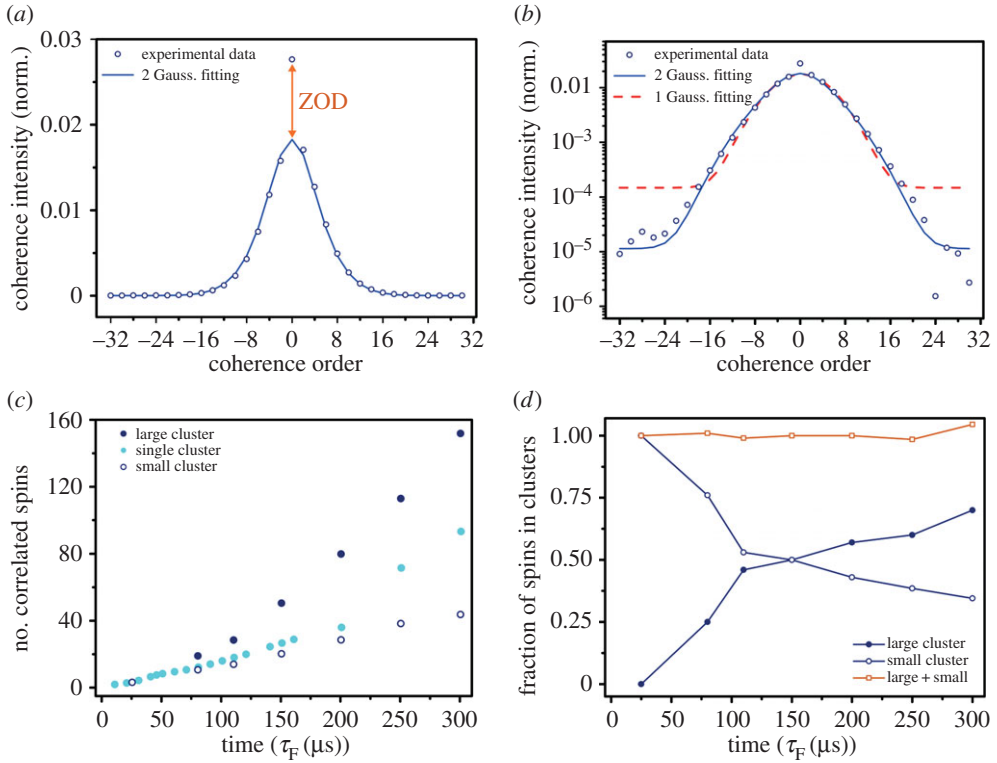 (a)
0.03
0.02
0.01
0
coherence intensity (norm.)
experimental data
2 Gauss. fitting
ZOD
−32 −24 −16 −8 0 8 16 24 32
coherence order
(b)
0.01
10−3
10−4
10−5
10−6
coherence intensity (norm.)
experimental data
2 Gauss. fitting
1 Gauss. fitting
−32 −24 −16 −8 0 8 16 24 32
coherence order
(c)
160
120
80
40
0
no. correlated spins
large cluster
single cluster
small cluster
0 50 100 150 200 250 300
time (τF (μs))
(d)
1.00
0.75
0.50
0.25
0
fraction of spins in clusters
large cluster
small cluster
large + small
0 50 100 150 200 250 300
time (τF (μs))